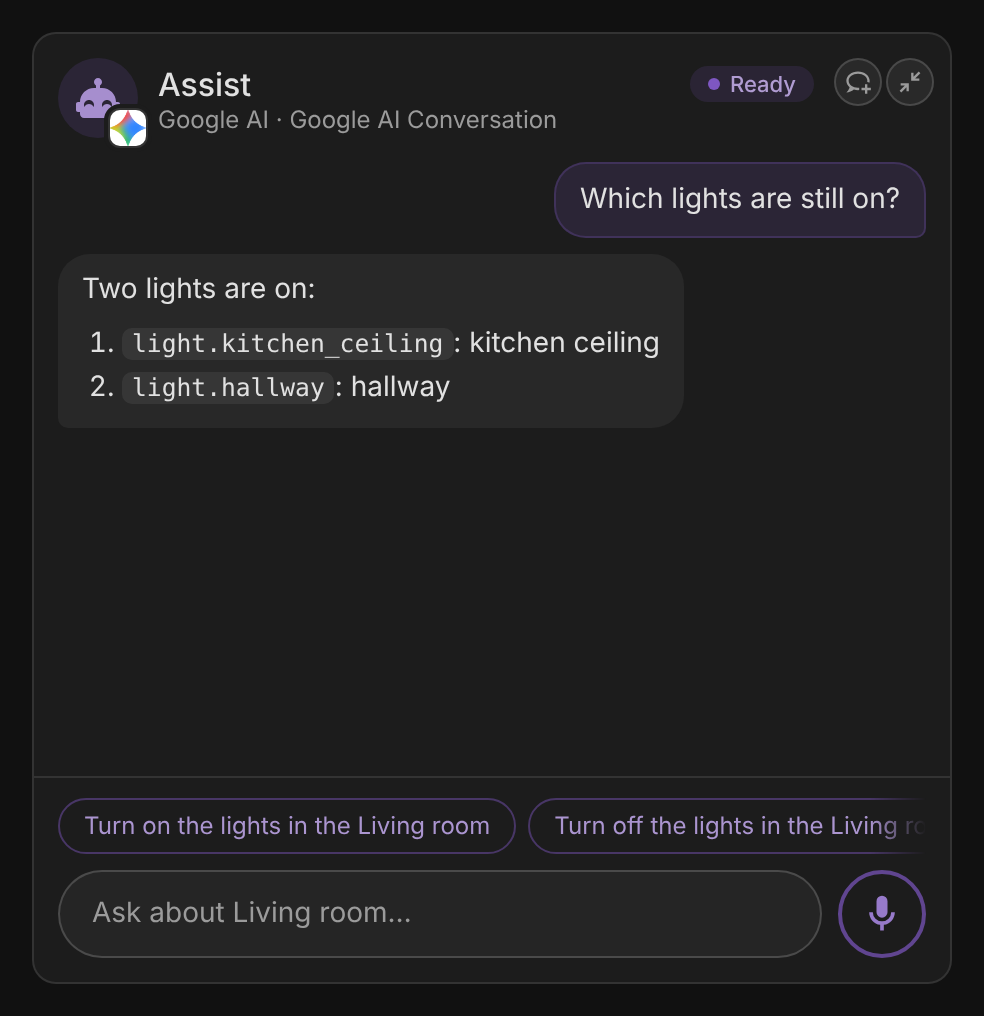 Assist
Google AI · Google AI Conversation
Ready
Which lights are still on?
Two lights are on:
1. light.kitchen_ceiling: kitchen ceiling
2. light.hallway: hallway
Turn on the lights in the Living room
Turn off the lights in the Living
Ask about Living room...